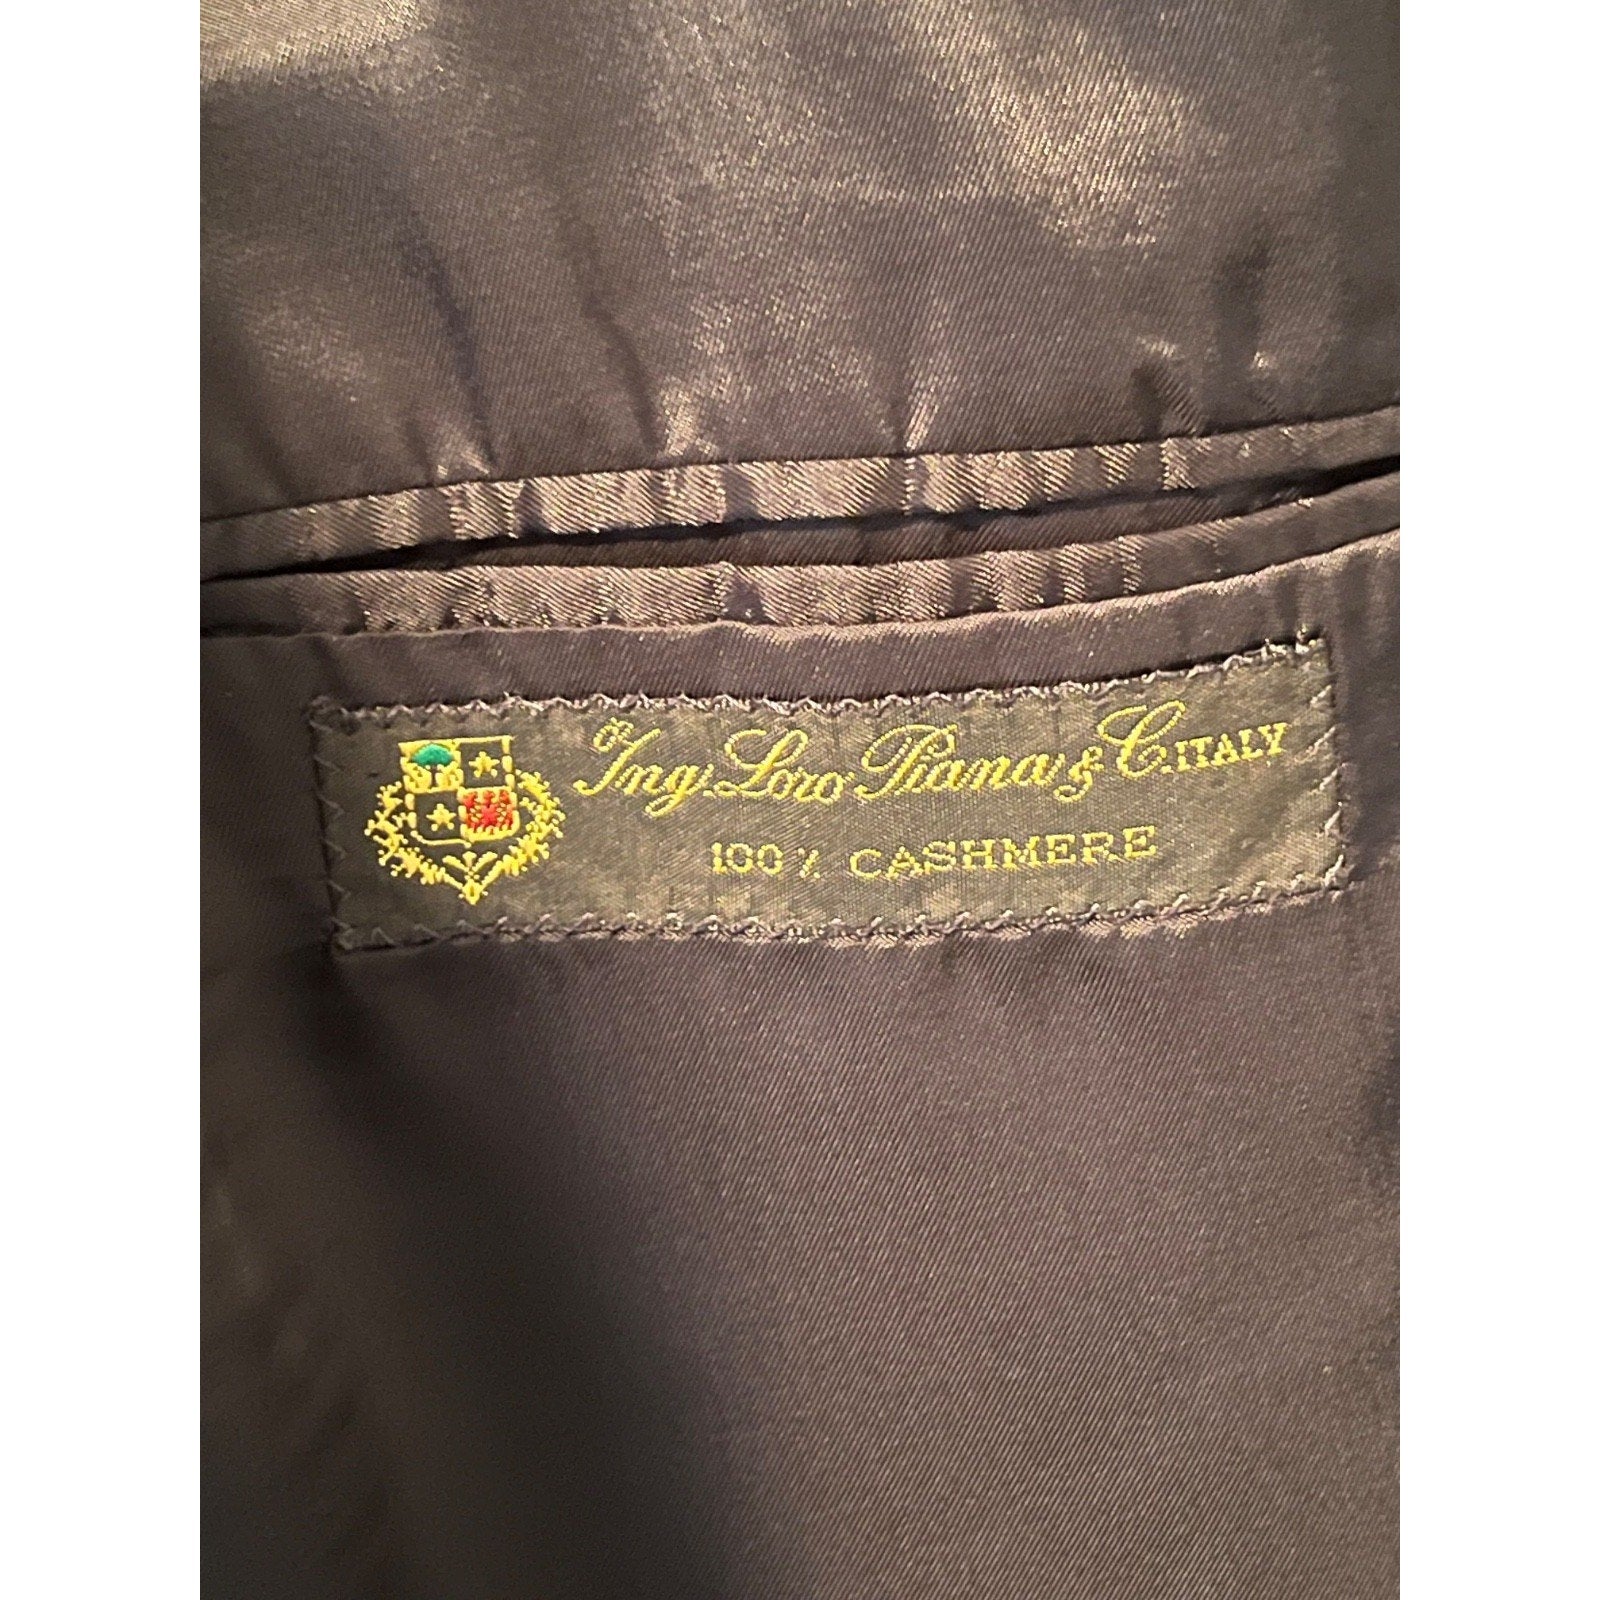 Ing. Loro Piana & C. ITALY
100% CASHMERE